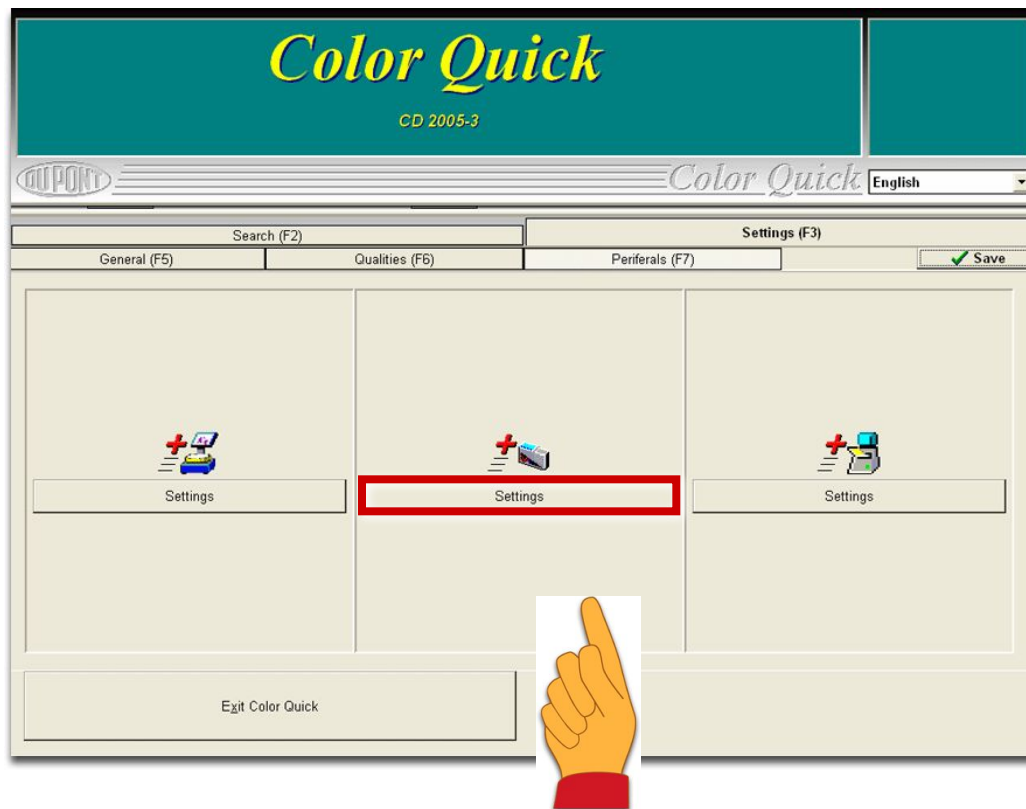 Color Quick
CD 2005-3
DUPONT
Color Quick English
Search (F2) Settings (F3)
General (F5) Qualities (F6) Periferals (F7) Save
Settings Settings Settings
Exit Color Quick